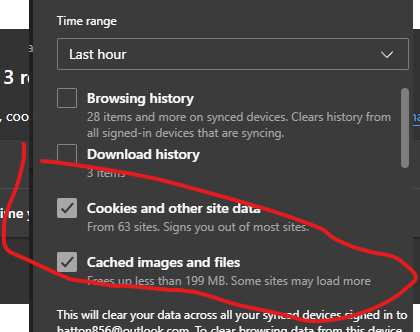 Time range
Last hour
Browsing history
28 items and more on synced devices. Clears history from
all signed-in devices that are syncing.
3 r
, coo
Download history
3 items
Cookies and other site data
From 63 sites. Signs you out of most sites.
ime y
Cached images and files
Frees up less than 199 MB. Some sites may load more
This will clear your data across all your synced devices signed in to
hatton856@outlook.com. To clear browsing data from this device